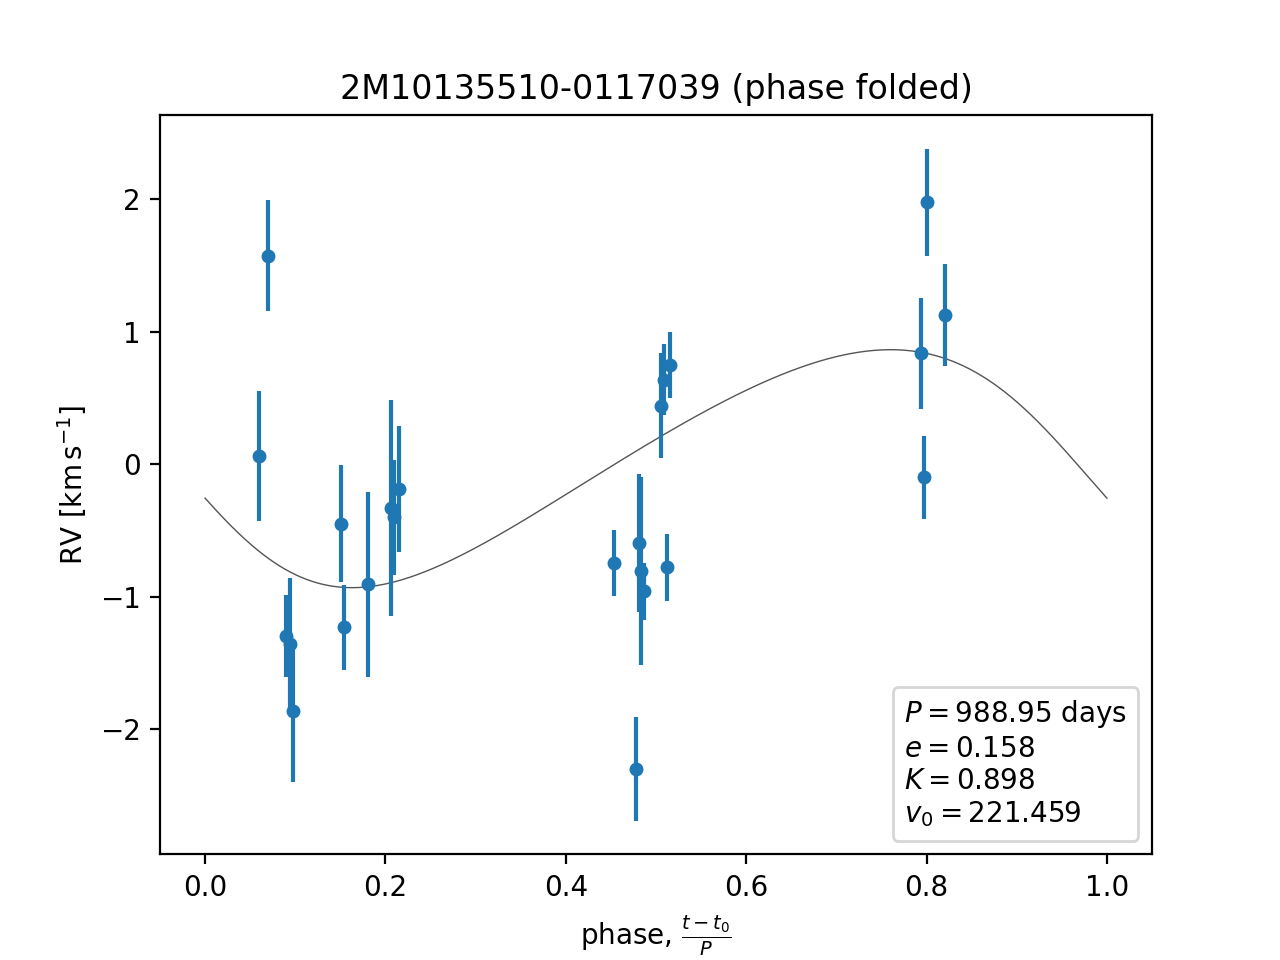 2M10135510-0117039 (phase folded)
RV [km s⁻¹]
2
1
0
−1
−2
P = 988.95 days
e = 0.158
K = 0.898
v₀ = 221.459
0.0 0.2 0.4 0.6 0.8 1.0
phase, (t − t₀)/P